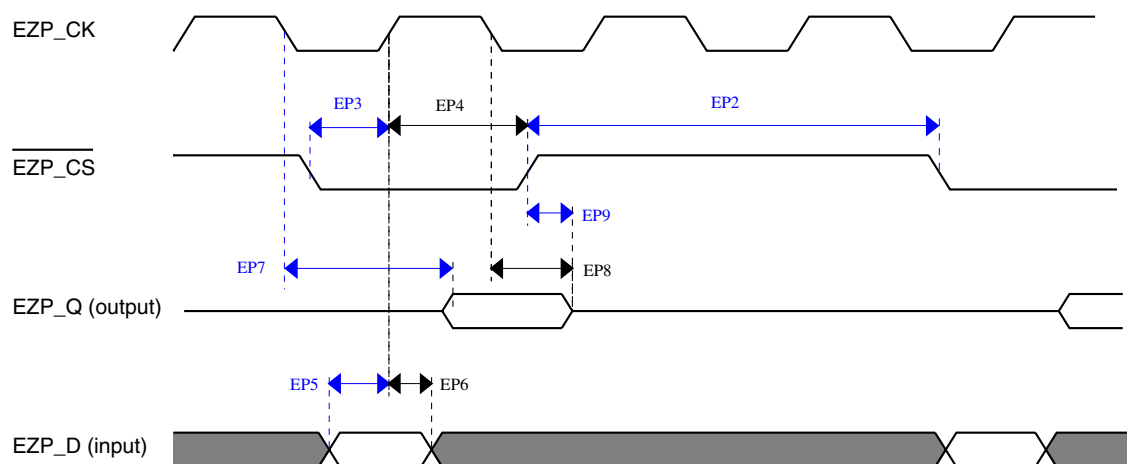 EZP_CK
EP3
EP4
EP2
EZP_CS
EP9
EP7
EP8
EZP_Q (output)
EP5
EP6
EZP_D (input)